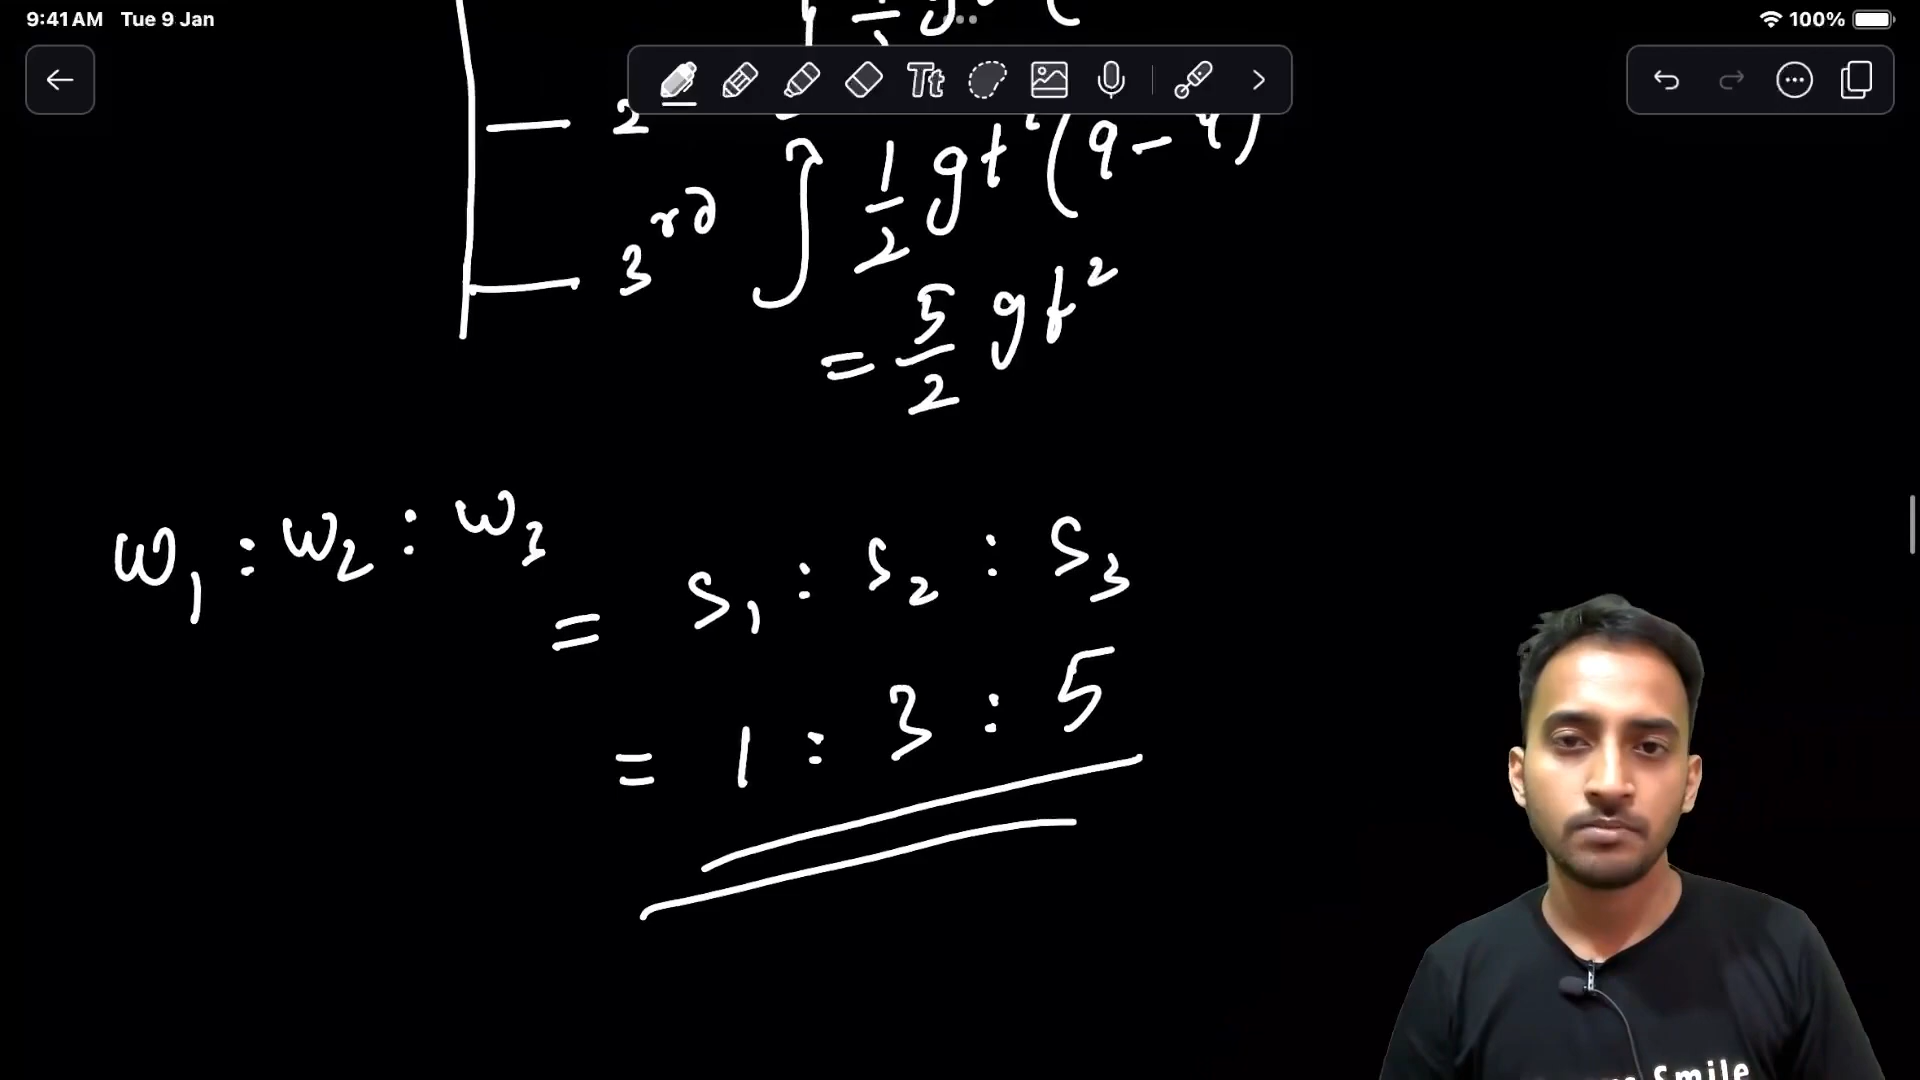 9:41 AM Tue 9 Jan
100%
Tt
2
1/2 gt² (9 - 4)
3rd
= 5/2 gt²
w₁ : w₂ : w₃
= s₁ : s₂ : s₃
= 1 : 3 : 5
Smile